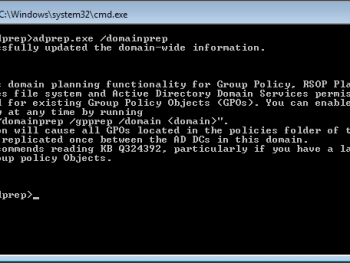 C:\Windows\system32\cmd.exe
prep>adprep.exe /domainprep
sfully updated the domain-wide information.
domain planning functionality for Group Policy, RSOP Pla
es file system and Active Directory Domain Services permis
d for existing Group Policy Objects (GPOs). You can enable
y at any time by running
/domainprep /gpprep /domain <domain>".
on will cause all GPOs located in the policies folder of t
replicated once between the AD DCs in this domain.
commends reading KB Q324392, particularly if you have a la
oup policy Objects.
prep>_